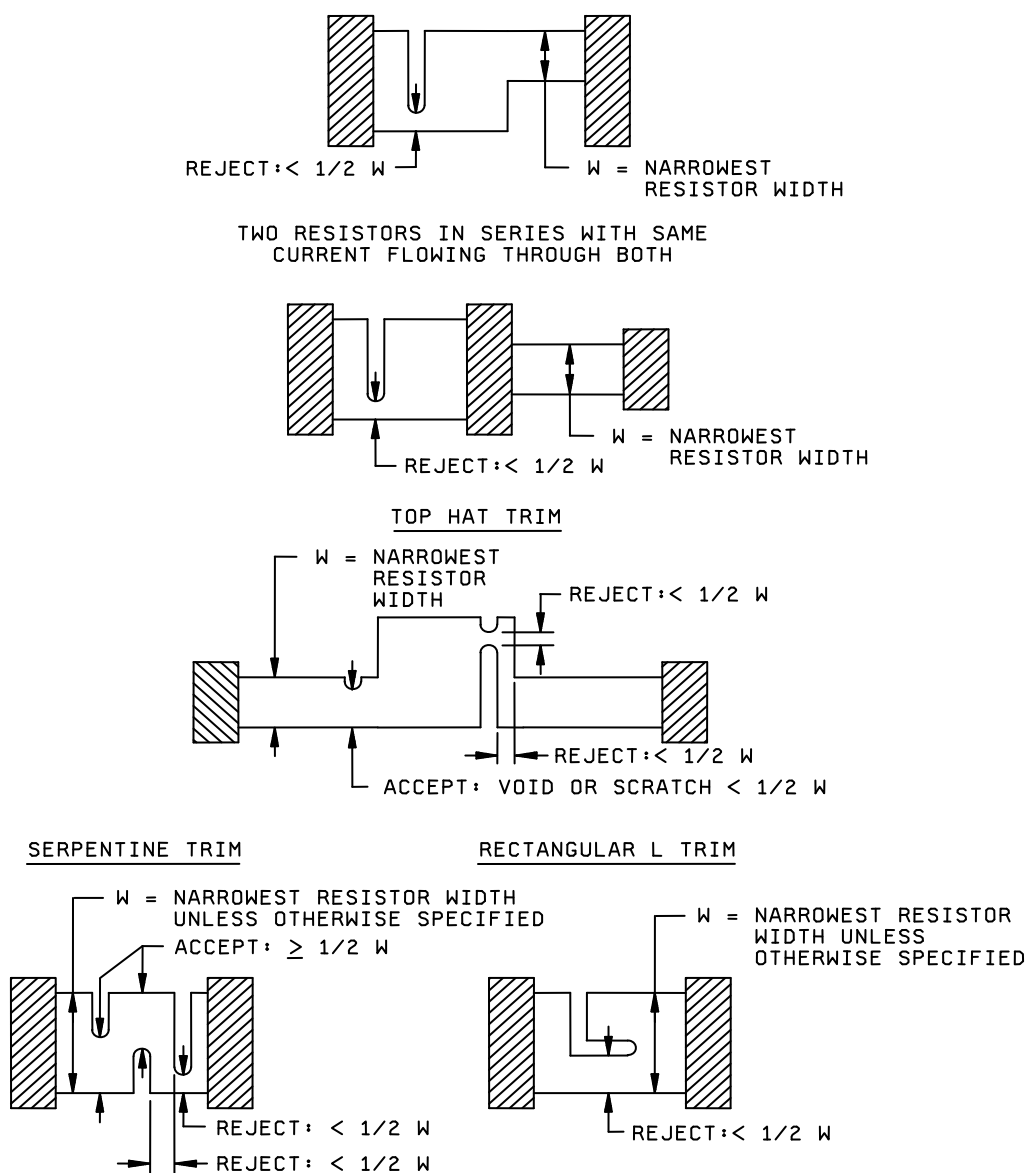 REJECT:< 1/2 W
W = NARROWEST
RESISTOR WIDTH
TWO RESISTORS IN SERIES WITH SAME
CURRENT FLOWING THROUGH BOTH
W = NARROWEST
RESISTOR WIDTH
REJECT:< 1/2 W
TOP HAT TRIM
W = NARROWEST
RESISTOR
WIDTH
REJECT:< 1/2 W
REJECT:< 1/2 W
ACCEPT: VOID OR SCRATCH < 1/2 W
SERPENTINE TRIM
W = NARROWEST RESISTOR WIDTH
UNLESS OTHERWISE SPECIFIED
ACCEPT: ≥ 1/2 W
REJECT: < 1/2 W
REJECT: < 1/2 W
RECTANGULAR L TRIM
W = NARROWEST RESISTOR
WIDTH UNLESS
OTHERWISE SPECIFIED
REJECT:< 1/2 W